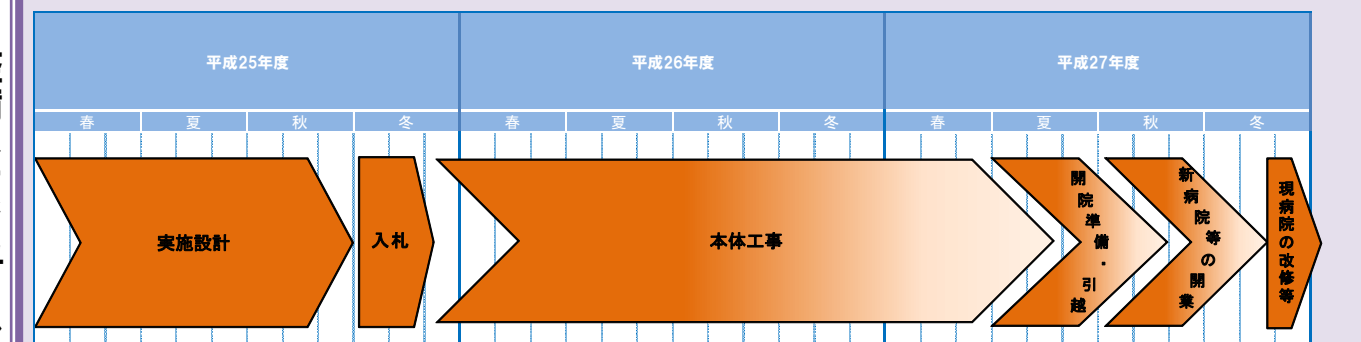 平成25年度
平成26年度
平成27年度
春 夏 秋 冬 春 夏 秋 冬 春 夏 秋 冬
実施設計
入札
本体工事
開院準備・引越
新病院等の開業
現病院の改修等